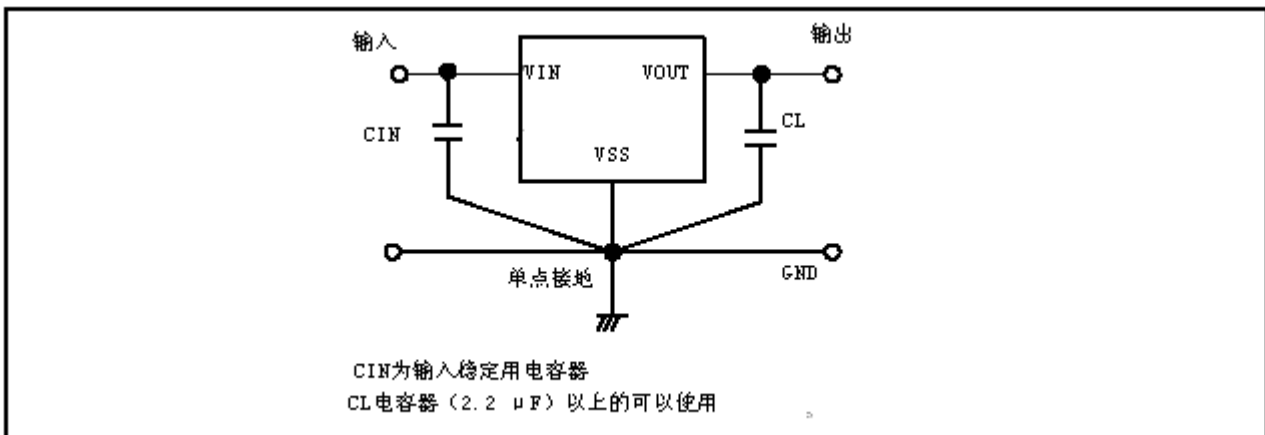 输入
输出
VIN
VOUT
CIN
CL
VSS
单点接地
GND
CIN为输入稳定用电容器
CL电容器（2.2 μF）以上的可以使用